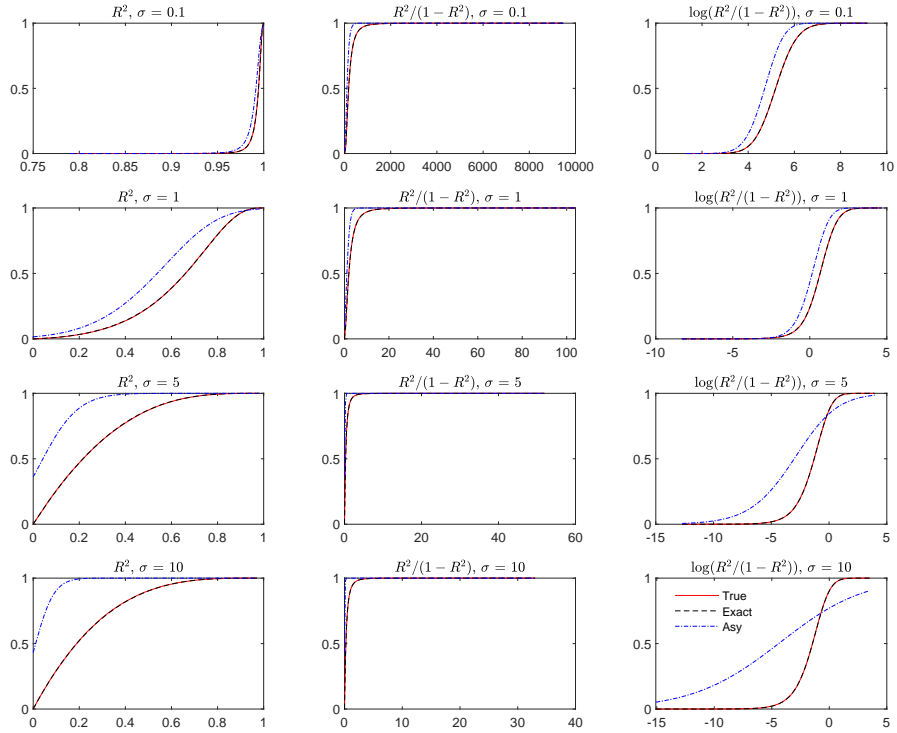 R², σ = 0.1
R²/(1 − R²), σ = 0.1
log(R²/(1 − R²)), σ = 0.1
1
0.5
0
0.75 0.8 0.85 0.9 0.95 1
1
0.5
0
0 2000 4000 6000 8000 10000
1
0.5
0
0 2 4 6 8 10
R², σ = 1
R²/(1 − R²), σ = 1
log(R²/(1 − R²)), σ = 1
1
0.5
0
0 0.2 0.4 0.6 0.8 1
1
0.5
0
0 20 40 60 80 100
1
0.5
0
-10 -5 0 5
R², σ = 5
R²/(1 − R²), σ = 5
log(R²/(1 − R²)), σ = 5
1
0.5
0
0 0.2 0.4 0.6 0.8 1
1
0.5
0
0 20 40 60
1
0.5
0
-15 -10 -5 0 5
R², σ = 10
R²/(1 − R²), σ = 10
log(R²/(1 − R²)), σ = 10
1
0.5
0
0 0.2 0.4 0.6 0.8 1
1
0.5
0
0 10 20 30 40
1
0.5
0
-15 -10 -5 0 5
True
Exact
Asy